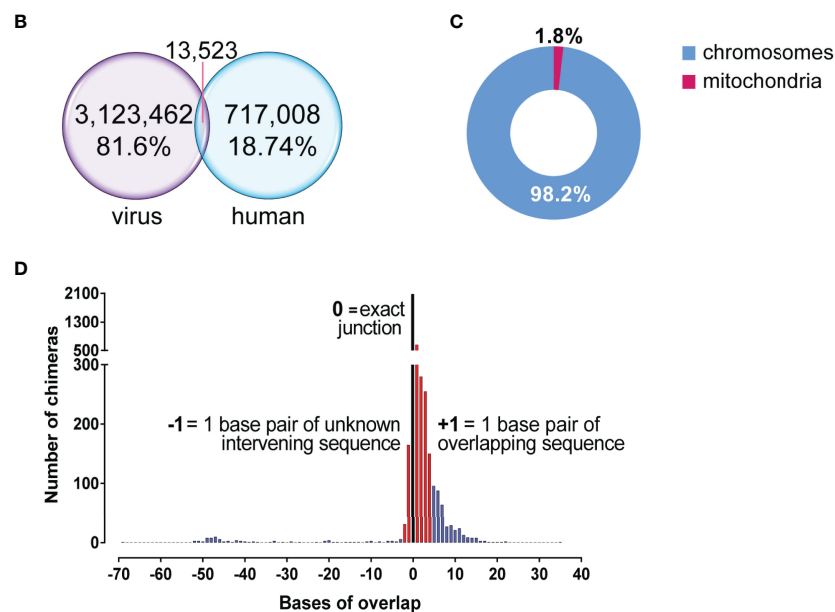 B
13,523
3,123,462
81.6%
717,008
18.74%
virus
human
C
1.8%
98.2%
chromosomes
mitochondria
D
Number of chimeras
2100
1300
500
300
200
100
0
0 = exact
junction
-1 = 1 base pair of unknown
intervening sequence
+1 = 1 base pair of
overlapping sequence
-70 -60 -50 -40 -30 -20 -10 0 10 20 30 40
Bases of overlap